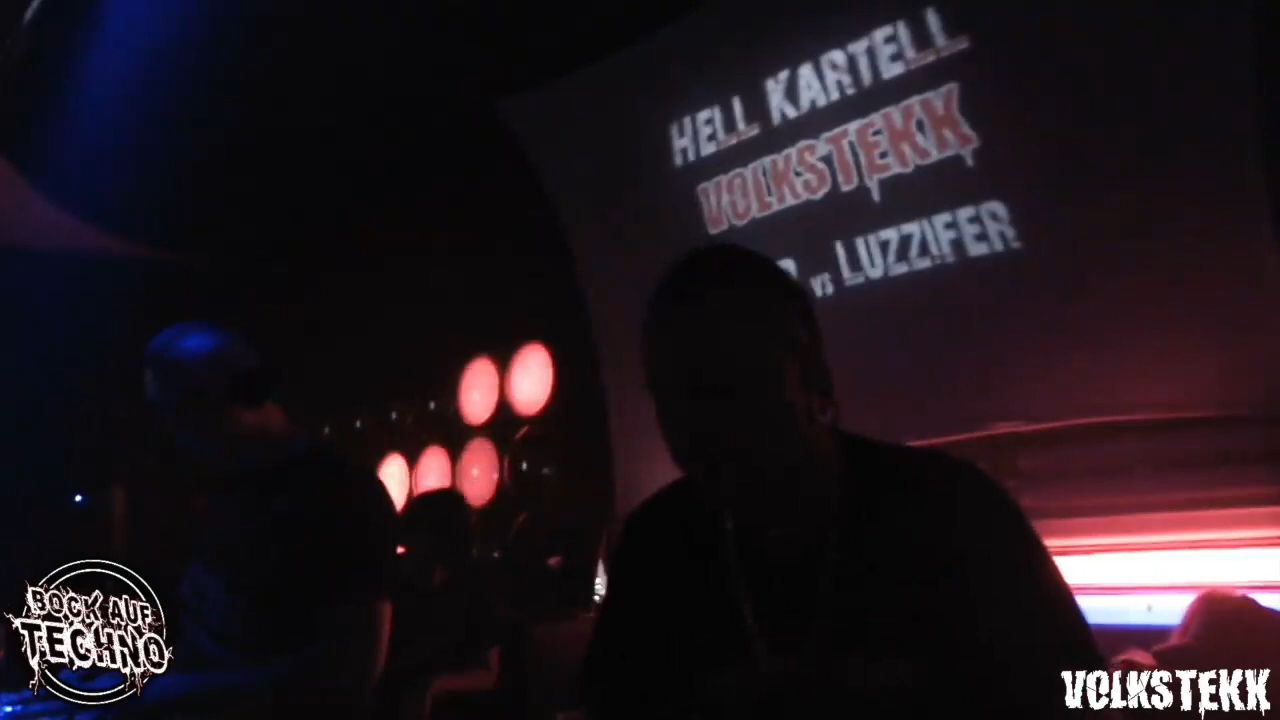 HELL KARTELL
VOLKSTEKK
vs LUZZIFER
BOCK AUF
TECHNO
VOLKSTEKK